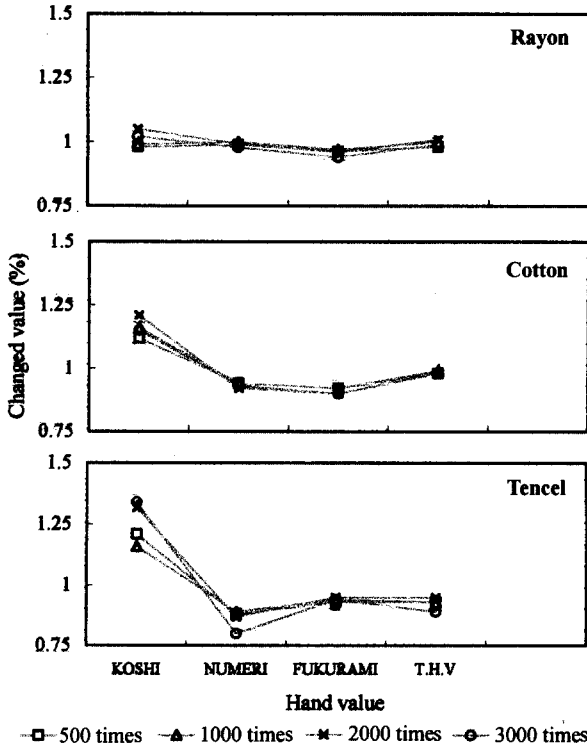 1.5
Rayon
1.25
1
0.75
1.5
Cotton
1.25
1
0.75
1.5
Tencel
1.25
1
0.75
Changed value (%)
KOSHI NUMERI FUKURAMI T.H.V
Hand value
500 times 1000 times 2000 times 3000 times